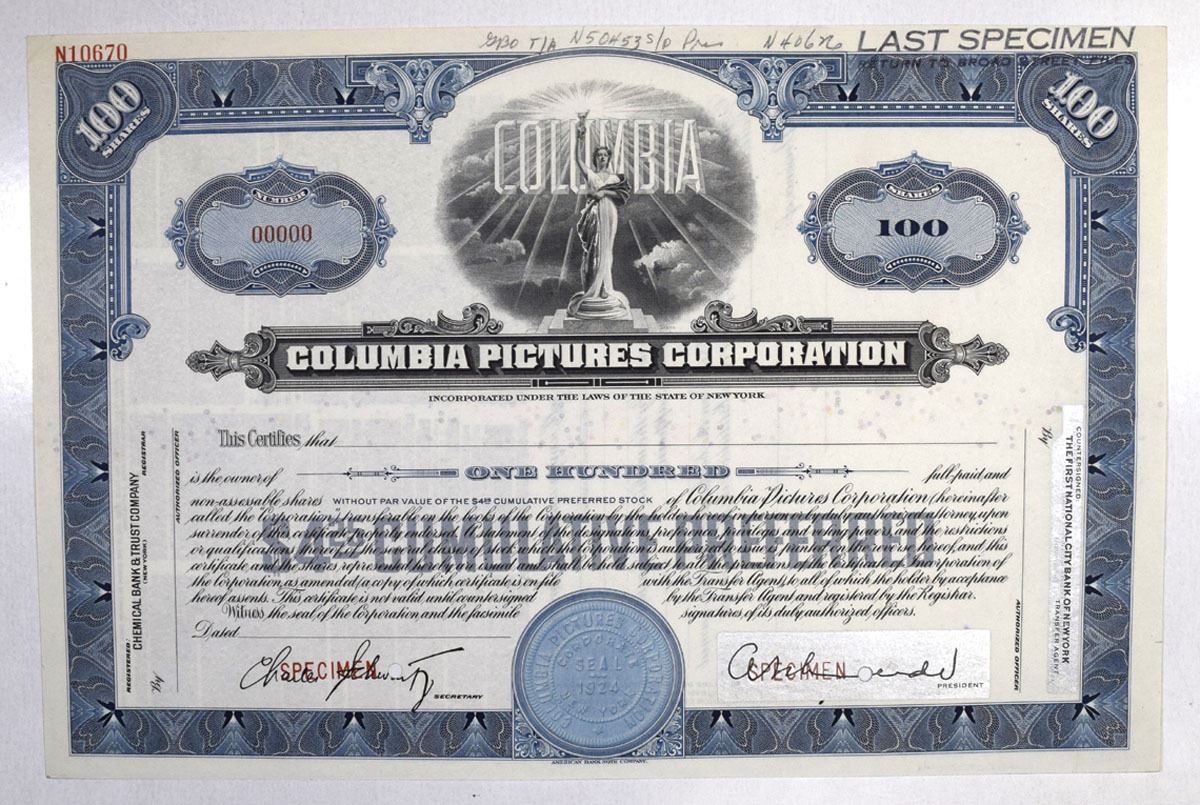 N10670
N50453 S/O
LAST SPECIMEN
RETURN TO BROAD STREET FILES
100 SHARES
100 SHARES
COLUMBIA
NUMBER
00000
SHARES
100
COLUMBIA PICTURES CORPORATION
INCORPORATED UNDER THE LAWS OF THE STATE OF NEW YORK
This Certifies that
is the owner of ONE HUNDRED full-paid and
non-assessable shares WITHOUT PAR VALUE OF THE $4.25 CUMULATIVE PREFERRED STOCK of Columbia Pictures Corporation (hereinafter
called the Corporation) transferable on the books of the Corporation by the holder hereof in person or by duly authorized attorney, upon
surrender of this certificate properly endorsed. A statement of the designations, preferences, privileges and voting powers, and the restrictions
or qualifications thereof, of the several classes of stock which the Corporation is authorized to issue is printed on the reverse hereof, and this
certificate and the shares represented hereby are issued and shall be held subject to all the provisions of the Certificate of Incorporation of
the Corporation, as amended (a copy of which certificate is on file with the Transfer Agent) to all of which the holder by acceptance
hereof assents. This certificate is not valid until countersigned by the Transfer Agent and registered by the Registrar.
Witness the seal of the Corporation and the facsimile signatures of its duly authorized officers.
Dated
SPECIMEN
SECRETARY
SPECIMEN
PRESIDENT
COLUMBIA PICTURES CORPORATION
SEAL
1924
REGISTERED:
CHEMICAL BANK & TRUST COMPANY
(NEW YORK)
REGISTRAR
By
AUTHORIZED OFFICER
COUNTERSIGNED:
THE FIRST NATIONAL CITY BANK OF NEW YORK
TRANSFER AGENT
By
AUTHORIZED OFFICER
AMERICAN BANK NOTE COMPANY.